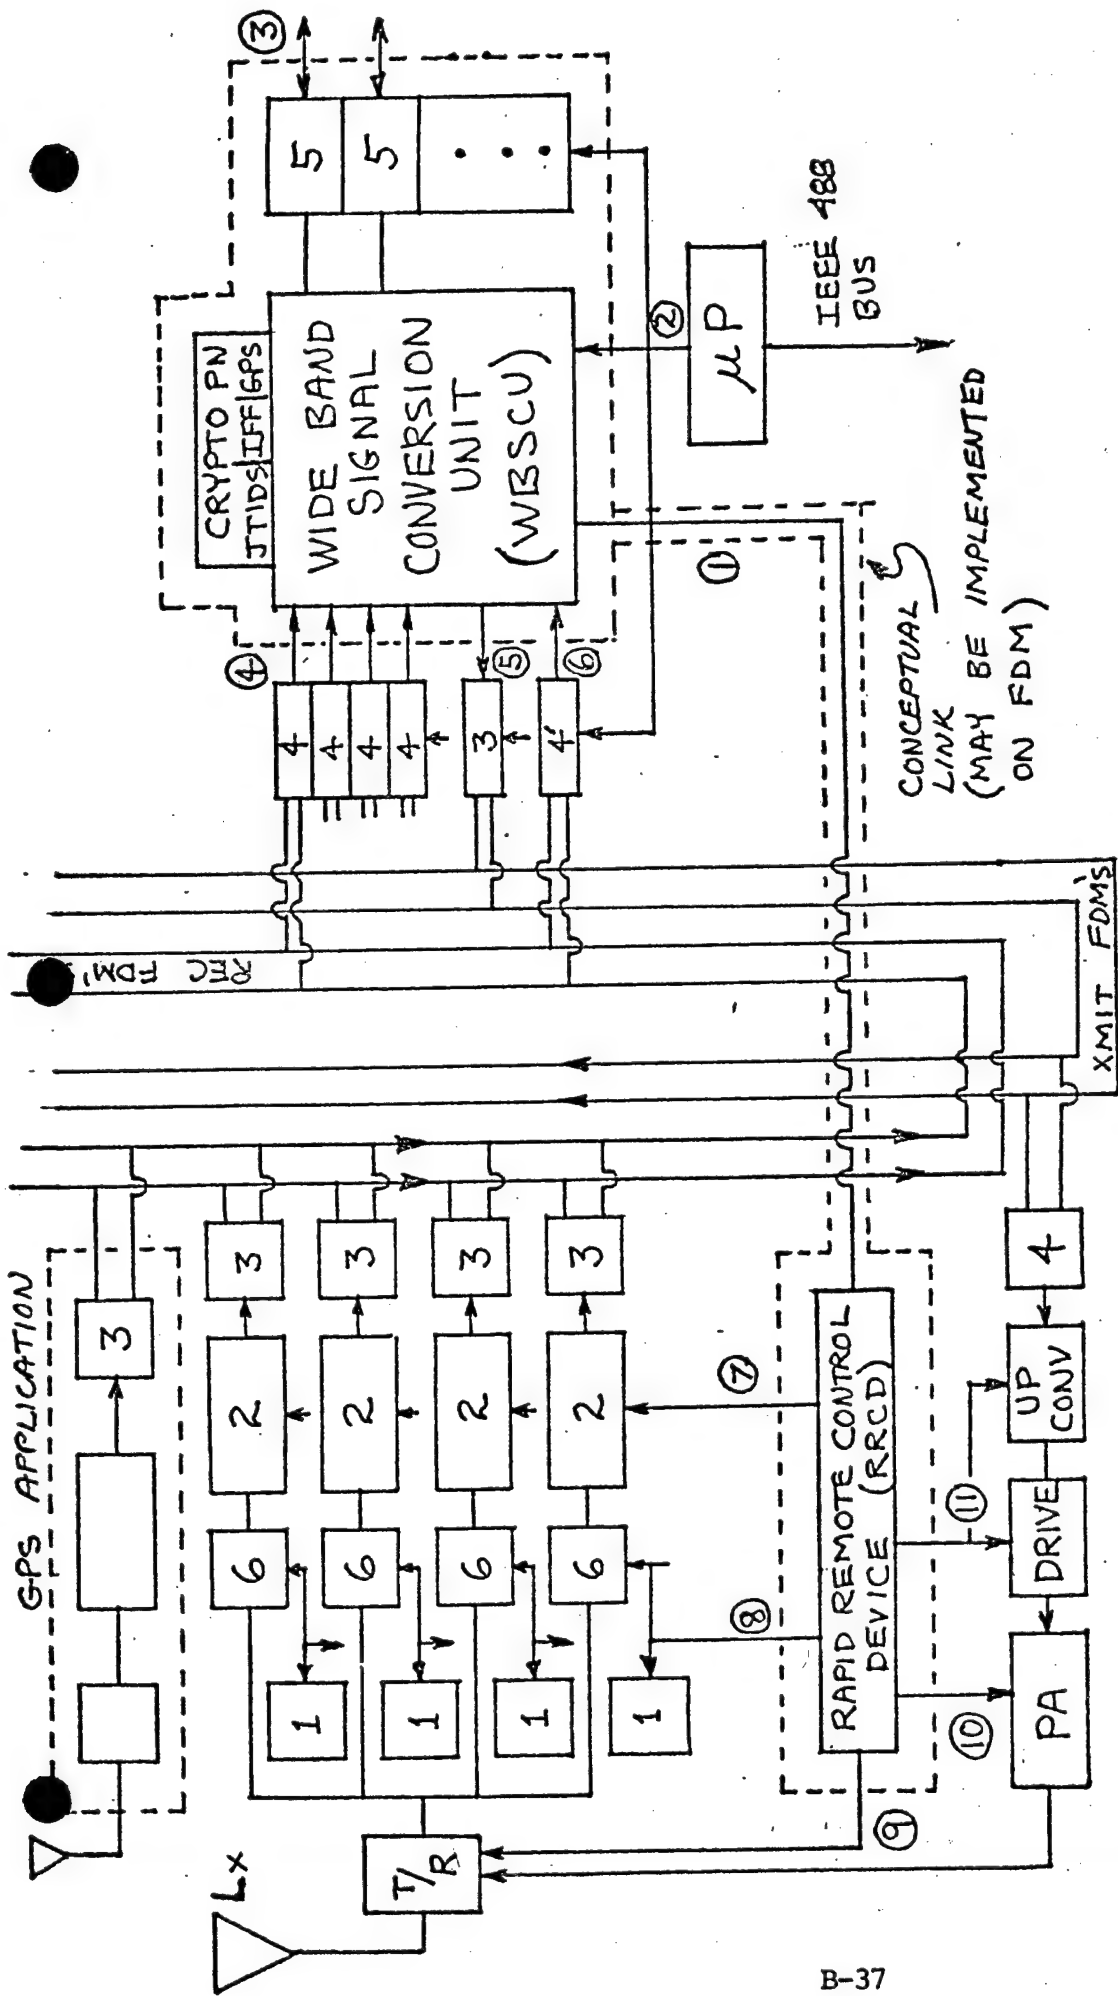 GPS APPLICATION
3
Lx
T/R
1
6
2
3
1
6
2
3
1
6
2
3
1
6
2
3
REC FDM'
XMIT FDM'S
4
4
4
4
3
4'
④
⑤
⑥
CRYPTO PN
JTIDS|IFF|GPS
WIDE BAND
SIGNAL
CONVERSION
UNIT
(WBSCU)
5
5
③
②
μP
IEEE 488
BUS
①
CONCEPTUAL
LINK
(MAY BE IMPLEMENTED
ON FDM)
⑦
⑧
RAPID REMOTE CONTROL
DEVICE (RRCD)
⑨
⑩
⑪
PA
DRIVE
UP
CONV
4
B-37